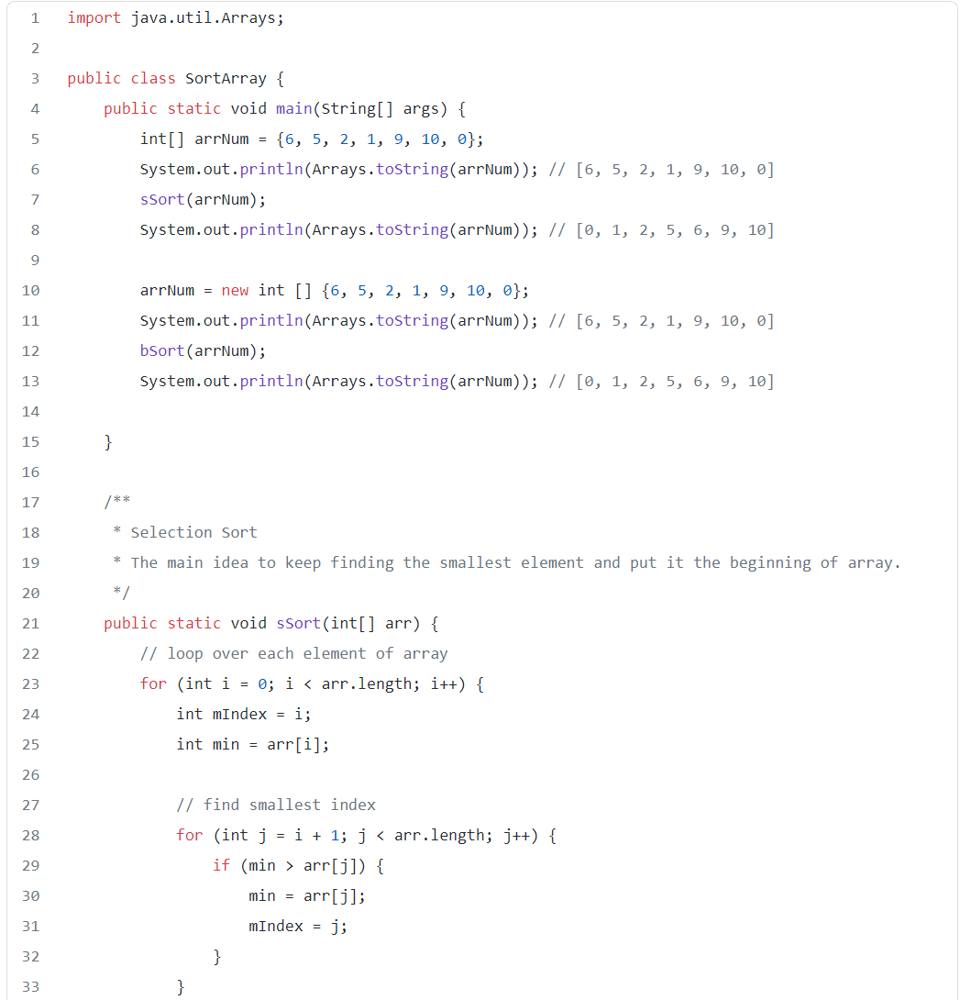 1 import java.util.Arrays;
2
3 public class SortArray {
4     public static void main(String[] args) {
5         int[] arrNum = {6, 5, 2, 1, 9, 10, 0};
6         System.out.println(Arrays.toString(arrNum)); // [6, 5, 2, 1, 9, 10, 0]
7         sSort(arrNum);
8         System.out.println(Arrays.toString(arrNum)); // [0, 1, 2, 5, 6, 9, 10]
9
10         arrNum = new int [] {6, 5, 2, 1, 9, 10, 0};
11         System.out.println(Arrays.toString(arrNum)); // [6, 5, 2, 1, 9, 10, 0]
12         bSort(arrNum);
13         System.out.println(Arrays.toString(arrNum)); // [0, 1, 2, 5, 6, 9, 10]
14
15     }
16
17     /**
18      * Selection Sort
19      * The main idea to keep finding the smallest element and put it the beginning of array.
20      */
21     public static void sSort(int[] arr) {
22         // loop over each element of array
23         for (int i = 0; i < arr.length; i++) {
24             int mIndex = i;
25             int min = arr[i];
26
27             // find smallest index
28             for (int j = i + 1; j < arr.length; j++) {
29                 if (min > arr[j]) {
30                     min = arr[j];
31                     mIndex = j;
32                 }
33             }